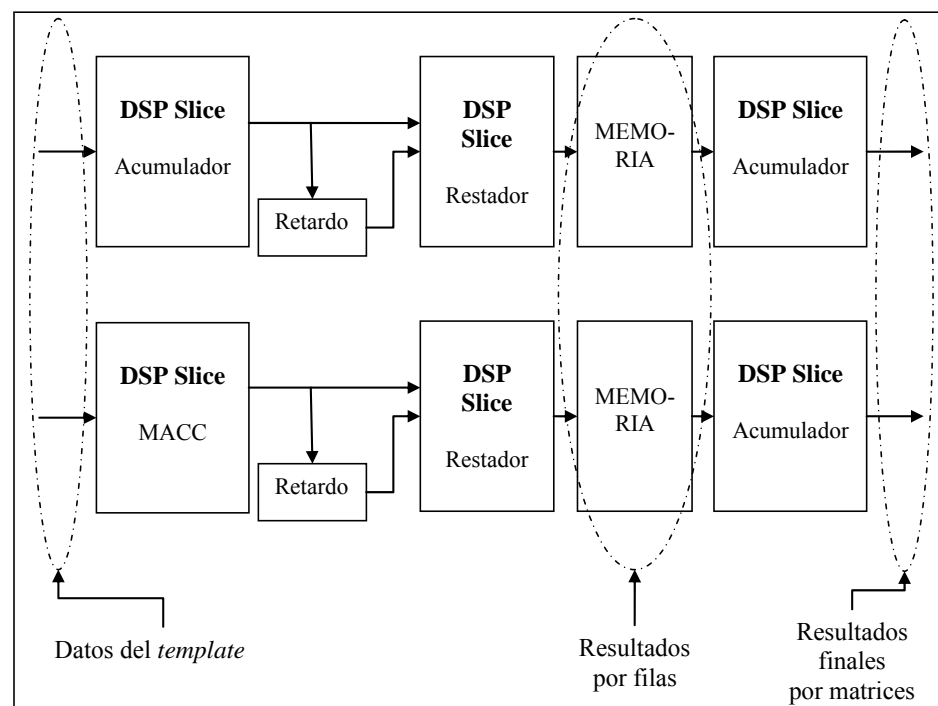 DSP Slice
Acumulador
Retardo
DSP
Slice
Restador
MEMO-
RIA
DSP Slice
Acumulador
DSP Slice
MACC
Retardo
DSP
Slice
Restador
MEMO-
RIA
DSP Slice
Acumulador
Datos del template
Resultados
por filas
Resultados
finales
por matrices